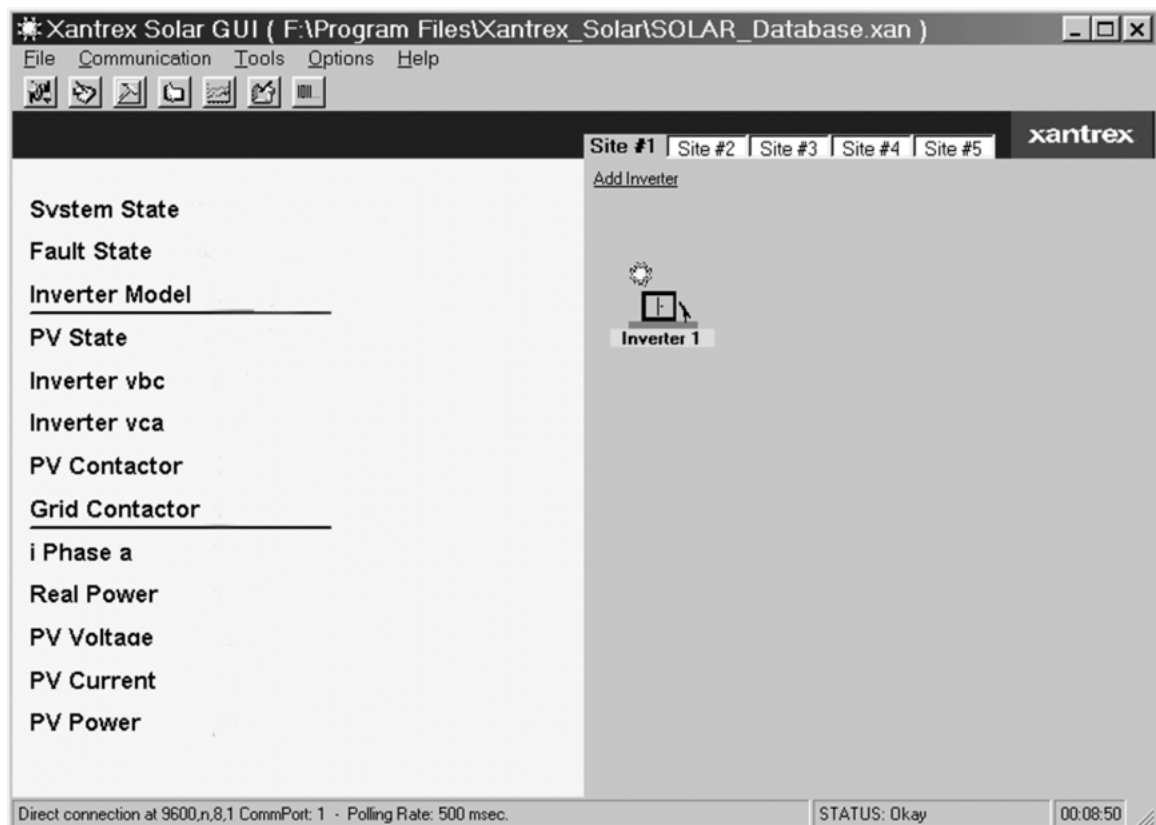 Xantrex Solar GUI ( F:\Program Files\Xantrex_Solar\SOLAR_Database.xan )
File Communication Tools Options Help
xantrex
Site #1 Site #2 Site #3 Site #4 Site #5
Add Inverter
System State
Fault State
Inverter Model
PV State
Inverter vbc
Inverter vca
PV Contactor
Grid Contactor
i Phase a
Real Power
PV Voltage
PV Current
PV Power
Inverter 1
Direct connection at 9600,n,8,1 CommPort: 1 - Polling Rate: 500 msec.
STATUS: Okay
00:08:50